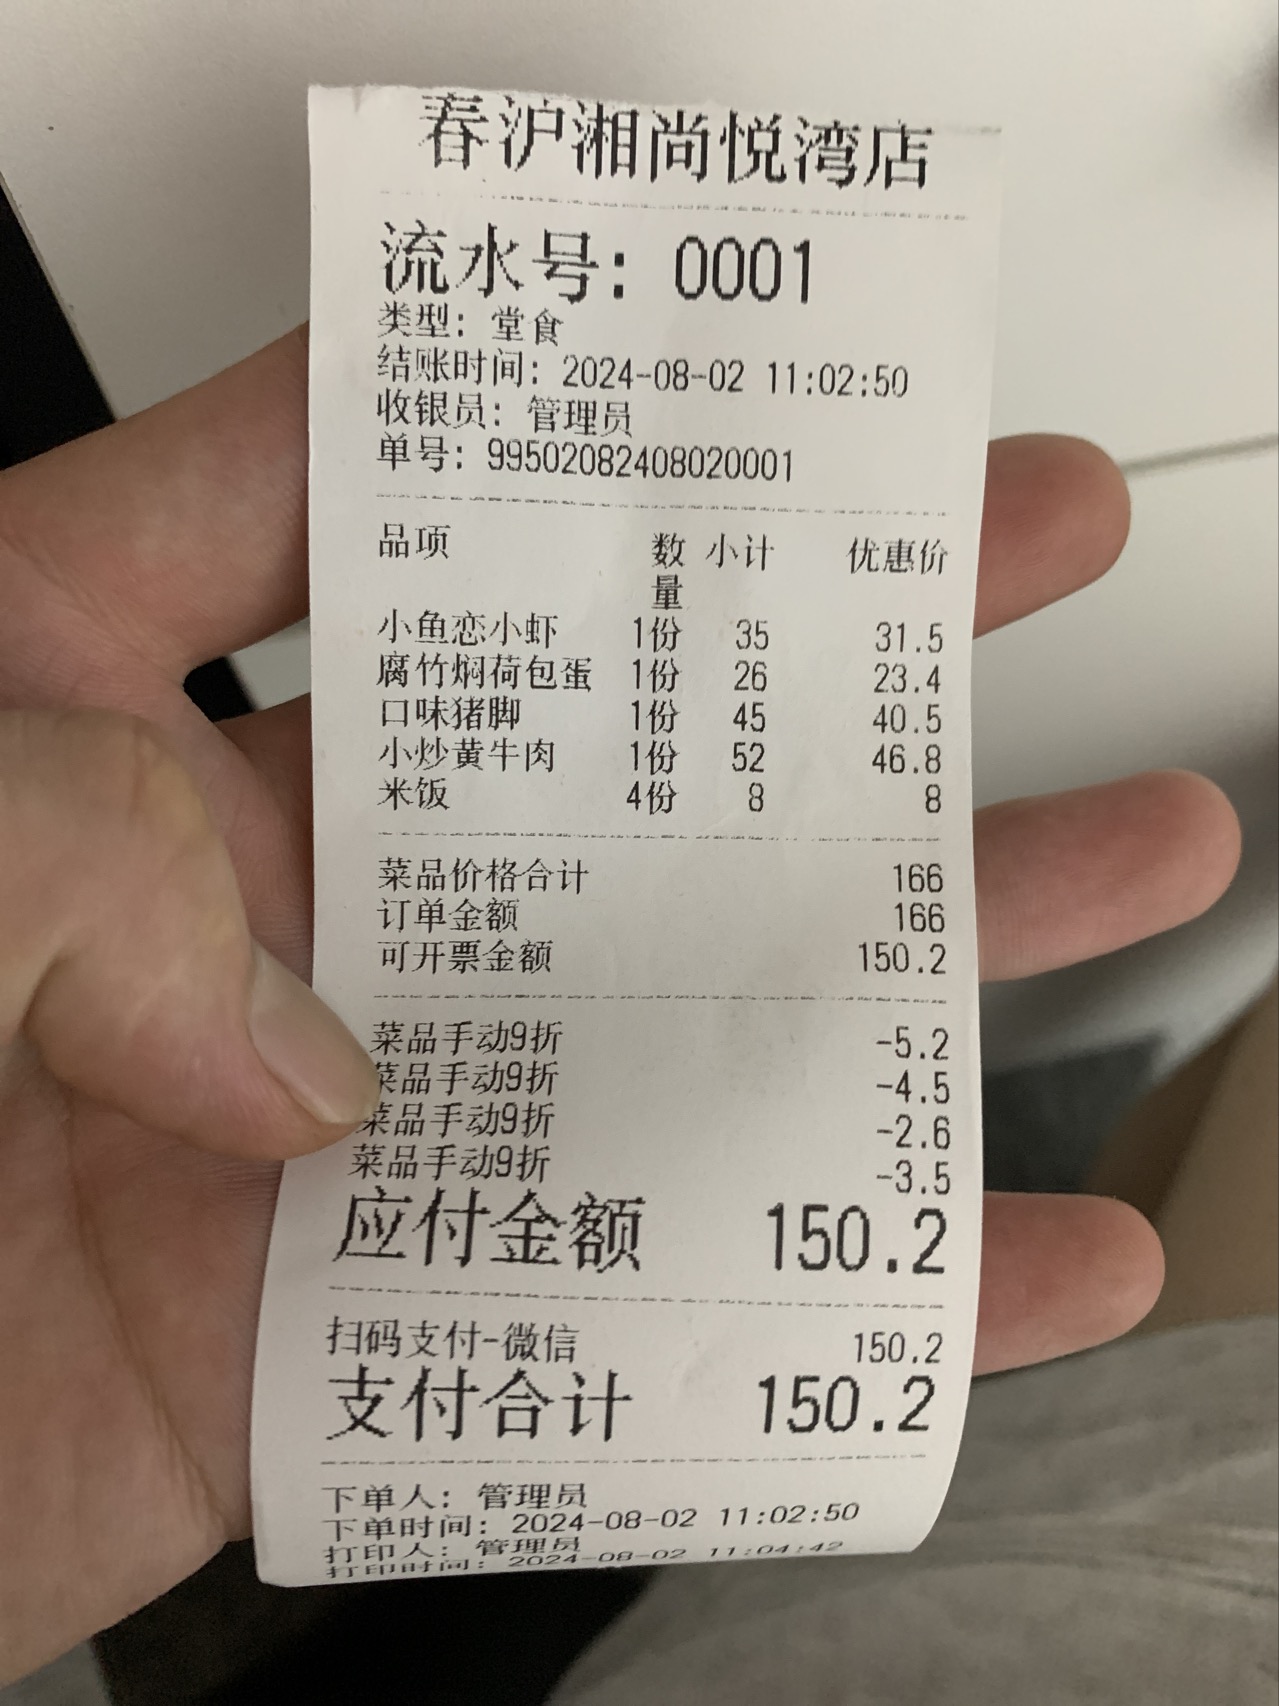 春沪湘尚悦湾店
流水号: 0001
类型: 堂食
结账时间: 2024-08-02 11:02:50
收银员: 管理员
单号: 99502082408020001
品项 数量 小计 优惠价
小鱼恋小虾 1份 35 31.5
腐竹焖荷包蛋 1份 26 23.4
口味猪脚 1份 45 40.5
小炒黄牛肉 1份 52 46.8
米饭 4份 8 8
菜品价格合计 166
订单金额 166
可开票金额 150.2
菜品手动9折 -5.2
菜品手动9折 -4.5
菜品手动9折 -2.6
菜品手动9折 -3.5
应付金额 150.2
扫码支付-微信 150.2
支付合计 150.2
下单人: 管理员
下单时间: 2024-08-02 11:02:50
打印人: 管理员
打印时间: 2024-08-02 11:04:42